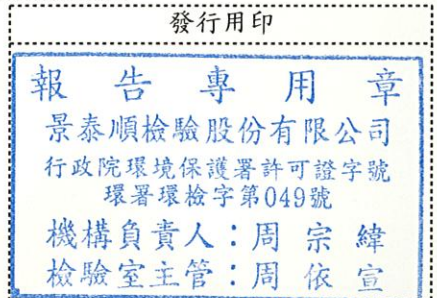 發行用印
報告專用章
景泰順檢驗股份有限公司
行政院環境保護署許可證字號
環署環檢字第049號
機構負責人：周宗緯
檢驗室主管：周依宣